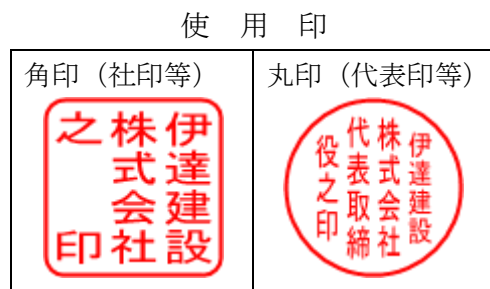 使用印
角印（社印等）
丸印（代表印等）
伊達建設
株式会社
之印
伊達建設
株式会社
代表取締
役之印